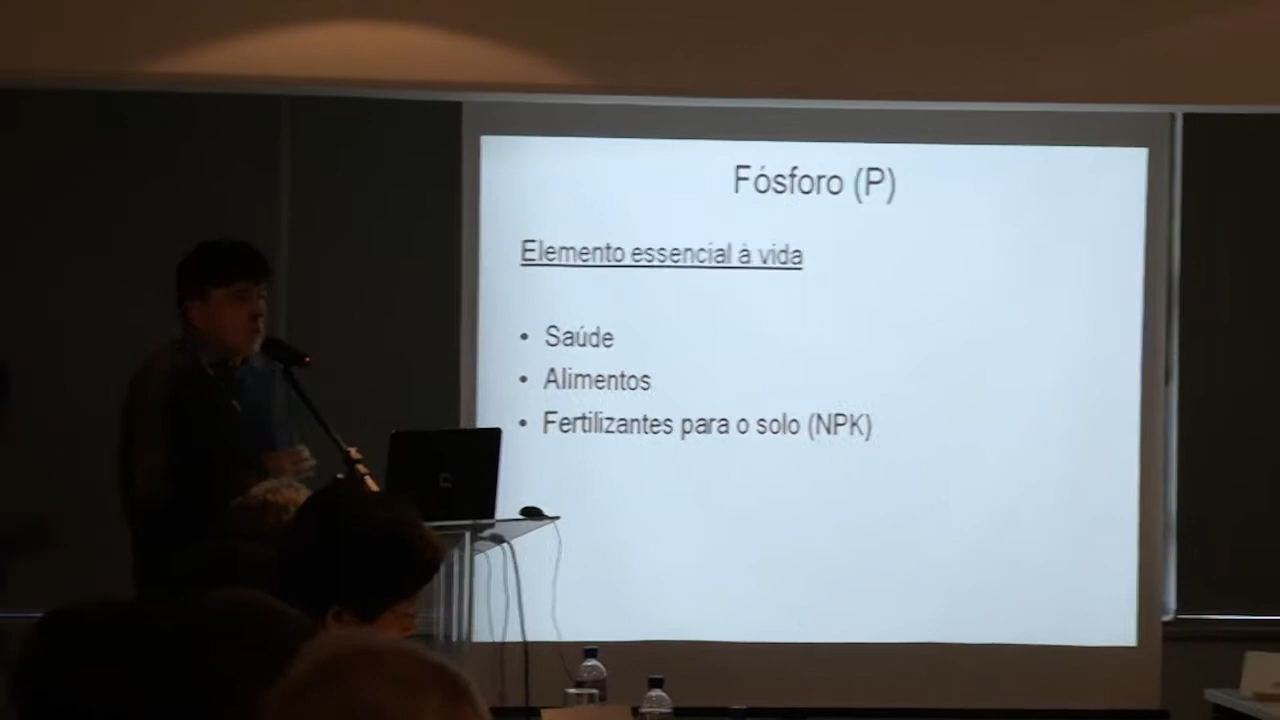 Fósforo (P)
Elemento essencial à vida
• Saúde
• Alimentos
• Fertilizantes para o solo (NPK)